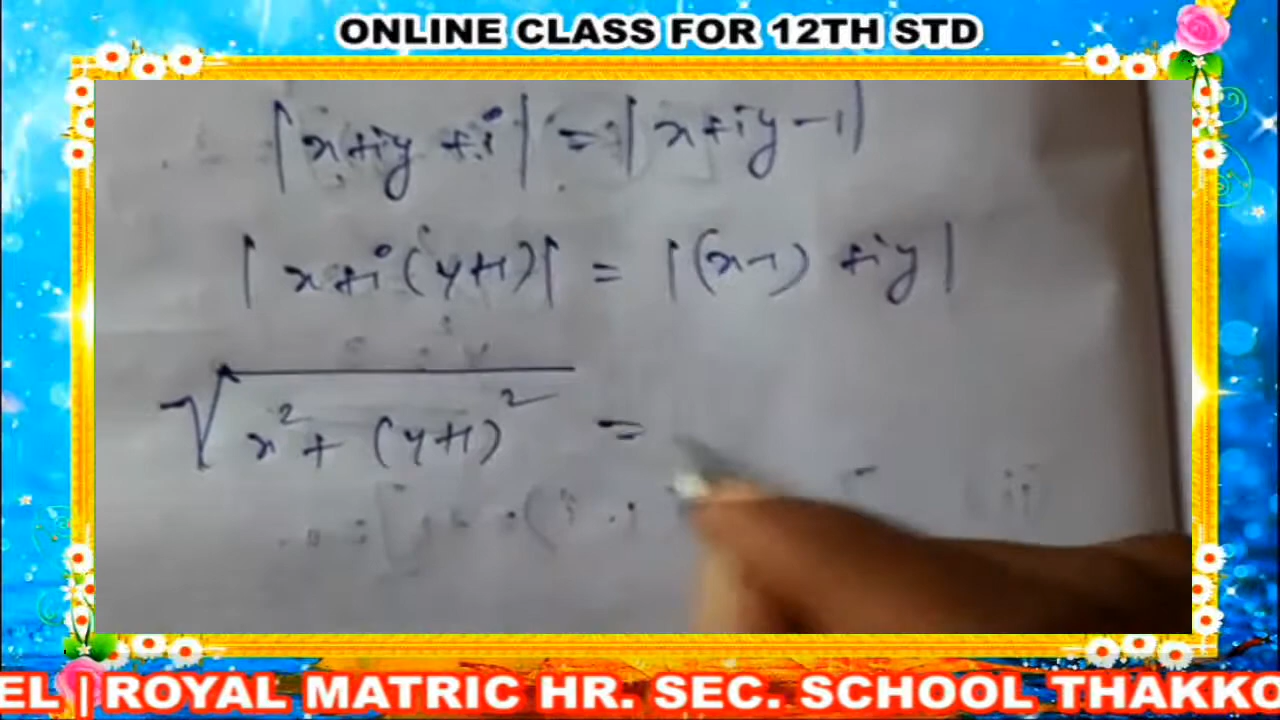 ONLINE CLASS FOR 12TH STD
|x+iy+i| = |x+iy-1|
|x+i(y+1)| = |(x-1)+iy|
√x²+(y+1)² =
EL | ROYAL MATRIC HR. SEC. SCHOOL THAKKO